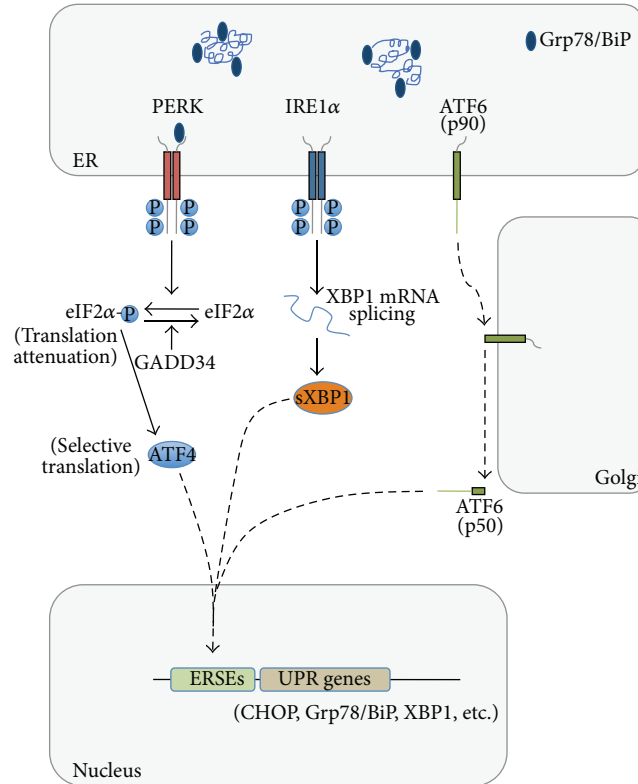 Grp78/BiP
PERK
IRE1α
ATF6
(p90)
ER
P P
P P
P P
P P
eIF2α-P
eIF2α
(Translation
attenuation)
GADD34
XBP1 mRNA
splicing
sXBP1
(Selective
translation)
ATF4
Golgi
ATF6
(p50)
ERSEs
UPR genes
(CHOP, Grp78/BiP, XBP1, etc.)
Nucleus